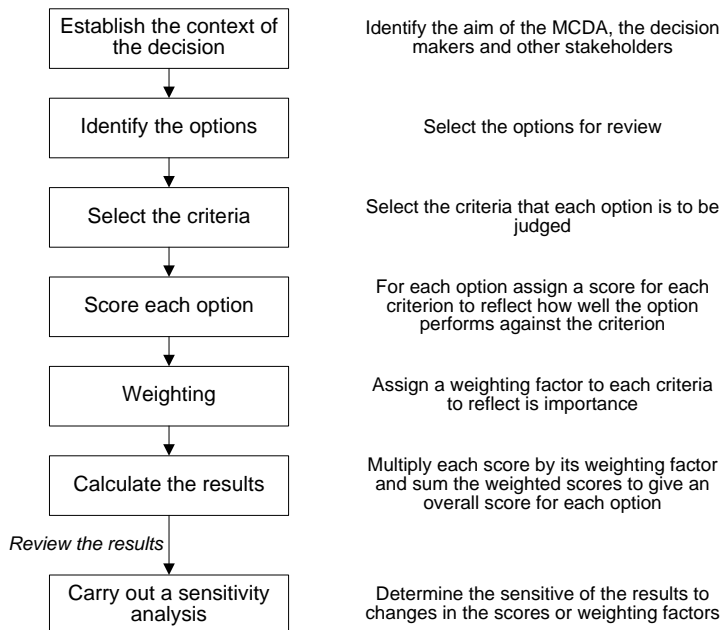 Establish the context of
the decision
Identify the aim of the MCDA, the decision
makers and other stakeholders
Identify the options
Select the options for review
Select the criteria
Select the criteria that each option is to be
judged
Score each option
For each option assign a score for each
criterion to reflect how well the option
performs against the criterion
Weighting
Assign a weighting factor to each criteria
to reflect is importance
Calculate the results
Multiply each score by its weighting factor
and sum the weighted scores to give an
overall score for each option
Review the results
Carry out a sensitivity
analysis
Determine the sensitive of the results to
changes in the scores or weighting factors